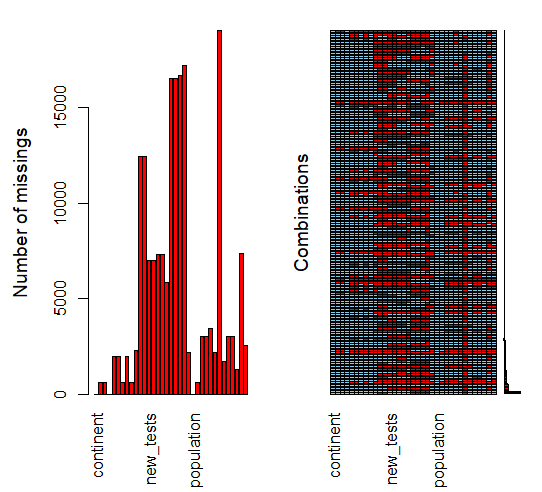 Number of missings
15000
10000
5000
0
continent
new_tests
population
Combinations
continent
new_tests
population